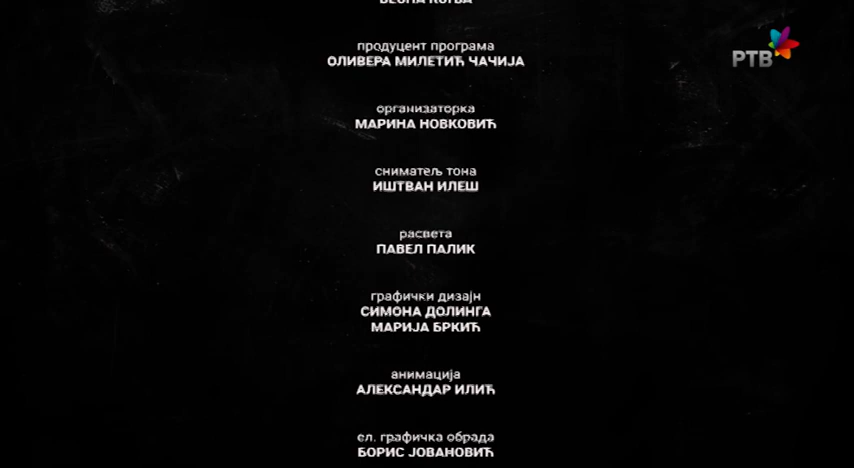 продуцент програма
ОЛИВЕРА МИЛЕТИЋ ЧАЧИЈА
РТВ
организаторка
МАРИНА НОВКОВИЋ
сниматељ тона
ИШТВАН ИЛЕШ
расвета
ПАВЕЛ ПАЛИК
графички дизајн
СИМОНА ДОЛИНГА
МАРИЈА БРКИЋ
анимација
АЛЕКСАНДАР ИЛИЋ
ел. графичка обрада
БОРИС ЈОВАНОВИЋ